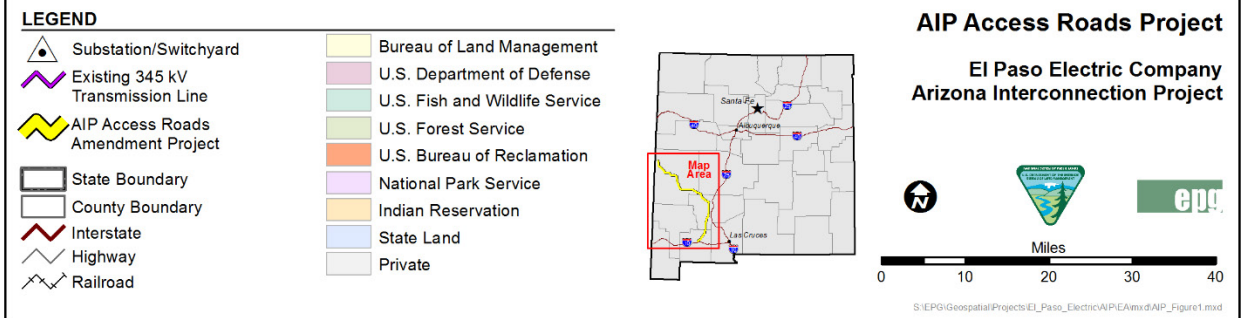 LEGEND
Substation/Switchyard
Existing 345 kV
Transmission Line
AIP Access Roads
Amendment Project
State Boundary
County Boundary
Interstate
Highway
Railroad
Bureau of Land Management
U.S. Department of Defense
U.S. Fish and Wildlife Service
U.S. Forest Service
U.S. Bureau of Reclamation
National Park Service
Indian Reservation
State Land
Private
Santa Fe
Albuquerque
Map
Area
Las Cruces
AIP Access Roads Project
El Paso Electric Company
Arizona Interconnection Project
N
epg
Miles
0 10 20 30 40
S:\EPG\Geospatial\Projects\El_Paso_Electric\AIP\EA\mxd\AIP_Figure1.mxd